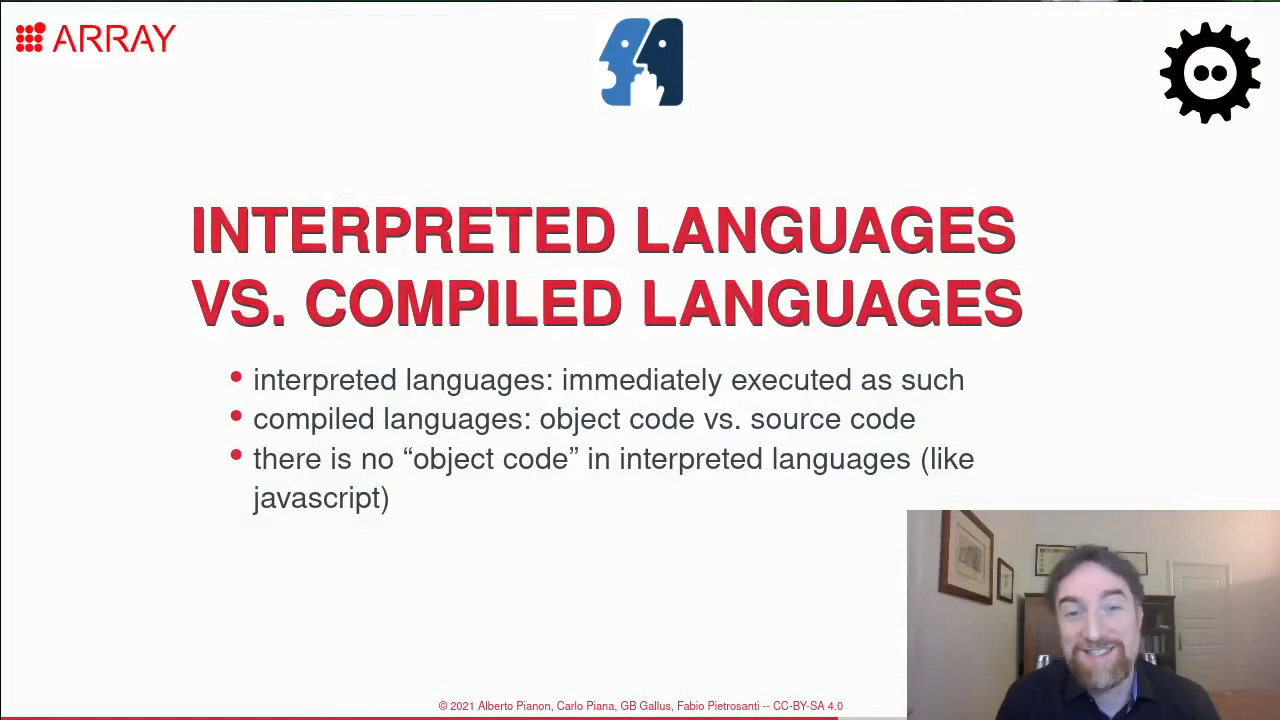 ARRAY
INTERPRETED LANGUAGES
VS. COMPILED LANGUAGES
• interpreted languages: immediately executed as such
• compiled languages: object code vs. source code
• there is no “object code” in interpreted languages (like
javascript)
© 2021 Alberto Pianon, Carlo Piana, GB Gallus, Fabio Pietrosanti -- CC-BY-SA 4.0